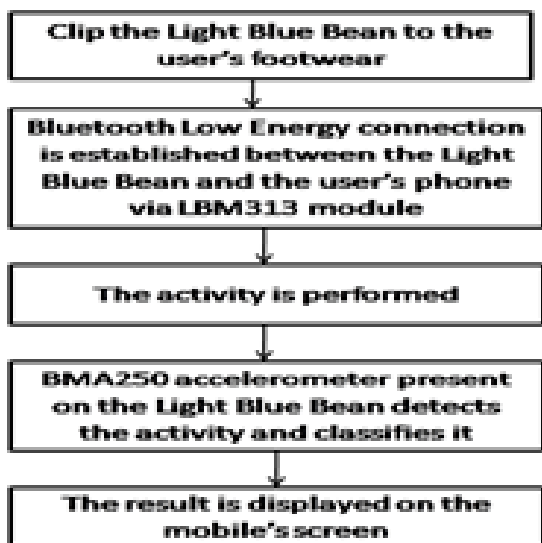 Clip the Light Blue Bean to the
user's footwear
Bluetooth Low Energy connection
is established between the Light
Blue Bean and the user's phone
via LBM313 module
The activity is performed
BMA250 accelerometer present
on the Light Blue Bean detects
the activity and classifies it
The result is displayed on the
mobile's screen